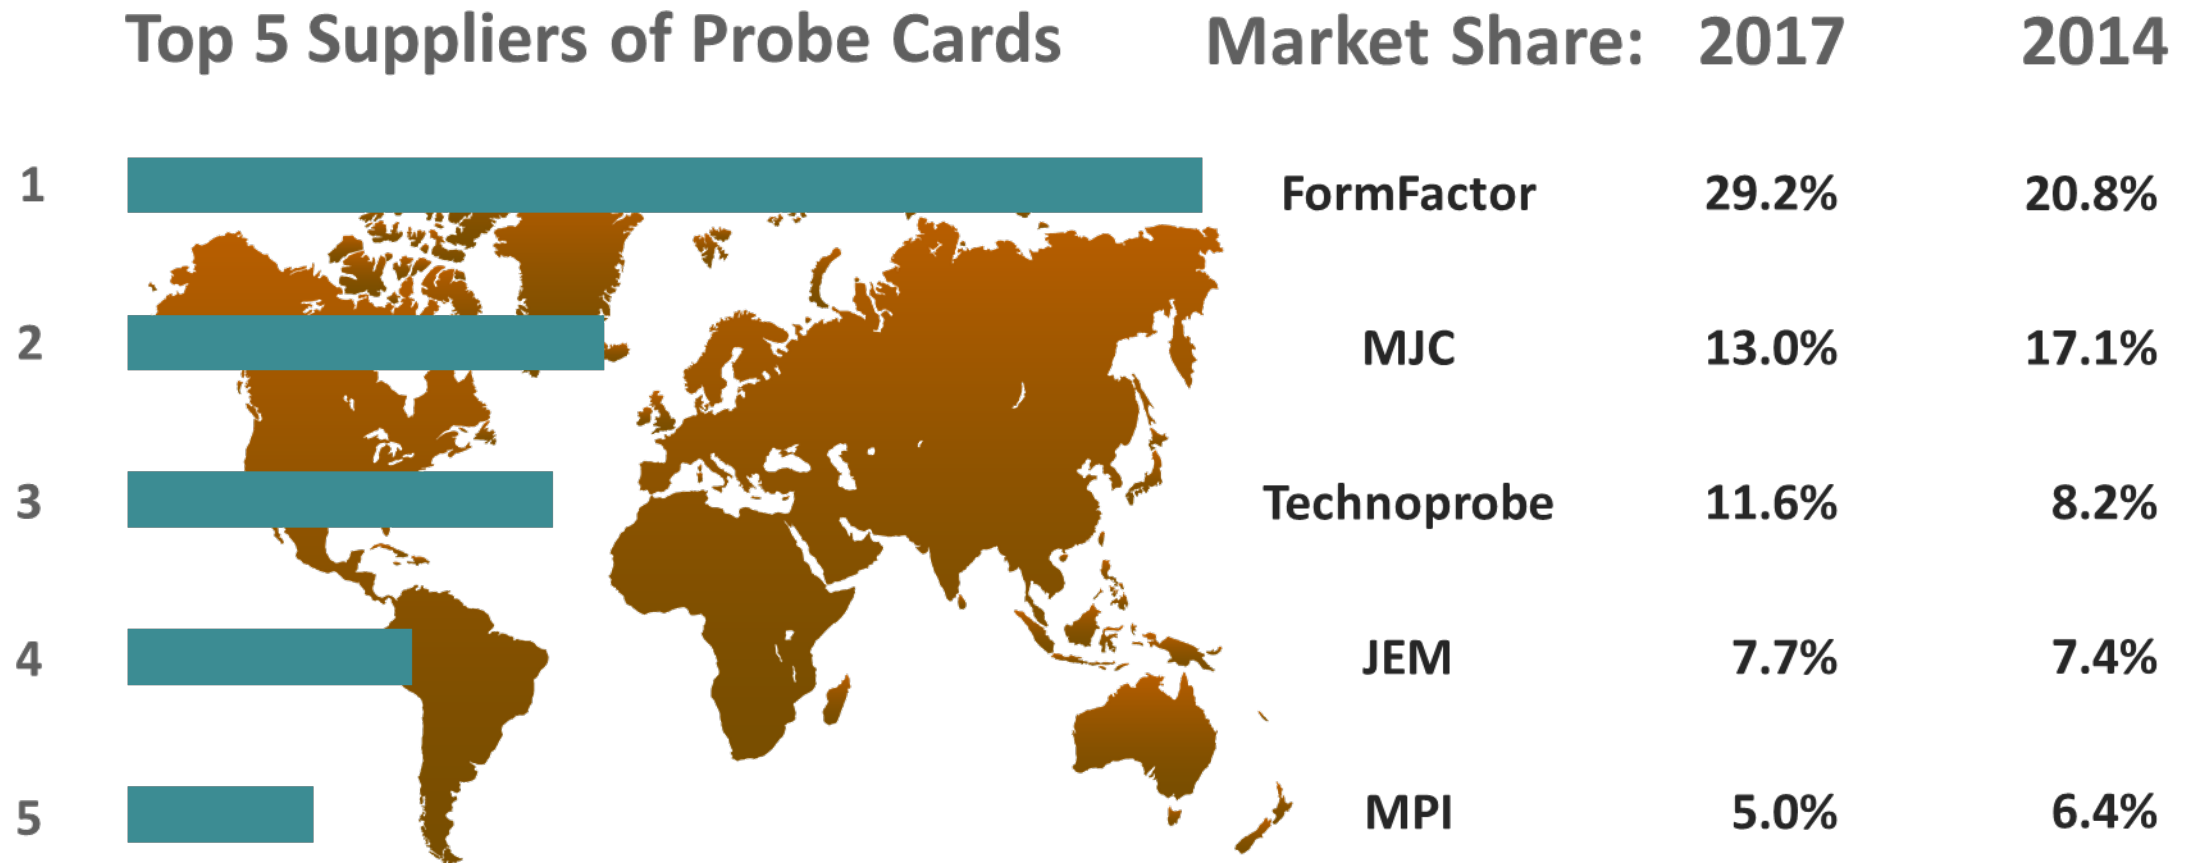 Top 5 Suppliers of Probe Cards Market Share: 2017 2014
1 FormFactor 29.2% 20.8%
2 MJC 13.0% 17.1%
3 Technoprobe 11.6% 8.2%
4 JEM 7.7% 7.4%
5 MPI 5.0% 6.4%